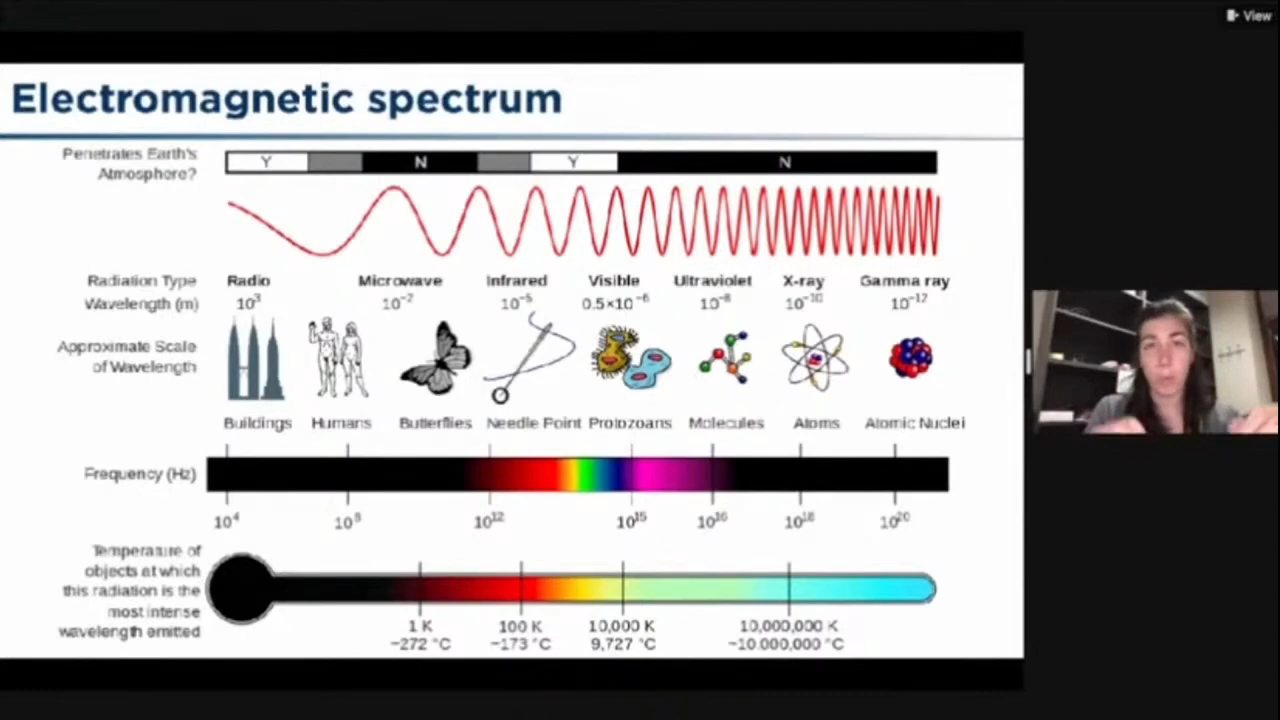 View
Electromagnetic spectrum
Penetrates Earth's
Atmosphere?
Y N Y N
Radiation Type Radio Microwave Infrared Visible Ultraviolet X-ray Gamma ray
Wavelength (m) 10³ 10⁻² 10⁻⁵ 0.5×10⁻⁶ 10⁻⁸ 10⁻¹⁰ 10⁻¹²
Approximate Scale
of Wavelength
Buildings Humans Butterflies Needle Point Protozoans Molecules Atoms Atomic Nuclei
Frequency (Hz)
10⁴ 10⁸ 10¹² 10¹⁵ 10¹⁶ 10¹⁸ 10²⁰
Temperature of
objects at which
this radiation is the
most intense
wavelength emitted
1 K 100 K 10,000 K 10,000,000 K
−272 °C −173 °C 9,727 °C ~10,000,000 °C